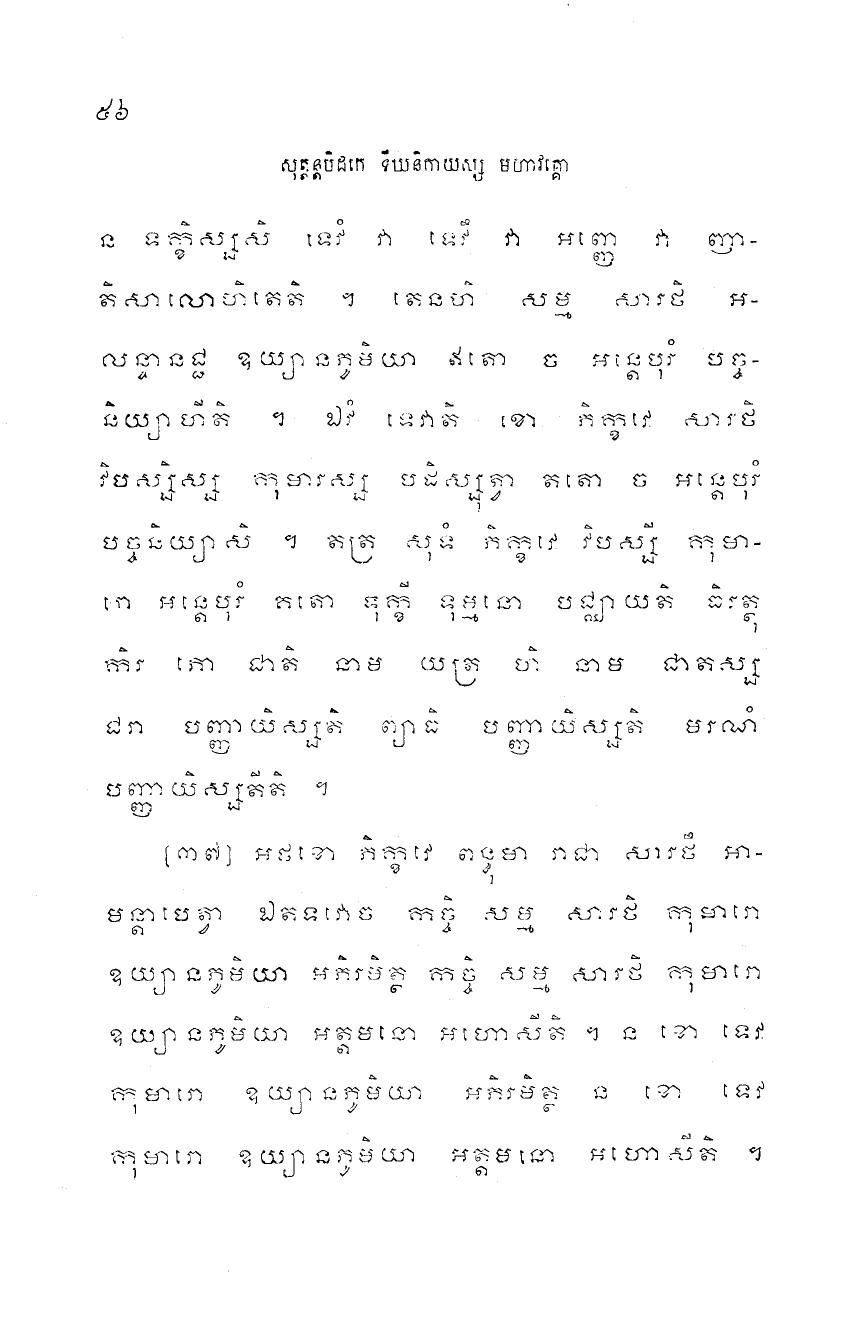 ៥៦
សុត្តន្តបិដកេ ទីឃនិកាយស្ស មហាវគ្គោ
ន ទក្ខិស្សសិ ទេវំ វា ទេវឹ វា អញ្ញេ វា ញា-
តិសាលោហិតេតិ ។ តេនហិ សម្ម សារថិ អ-
លន្ទានជ្ជ ឧយ្យានភូមិយា ឥតោ ច អន្តេបុរំ បច្ច-
និយ្យាហីតិ ។ ឯវំ ទេវាតិ ខោ ភិក្ខវេ សារថិ
វិបស្សិស្ស កុមារស្ស បដិស្សុត្វា តតោ ច អន្តេបុរំ
បច្ចនិយ្យាសិ ។ តត្រ សុទំ ភិក្ខវេ វិបស្សី កុមា-
រោ អន្តេបុរំ គតោ ទុក្ខី ទុម្មនោ បជ្ឈាយតិ ធិរត្ថុ
កិរ ភោ ជាតិ នាម យត្រ ហិ នាម ជាតស្ស
ជរា បញ្ញាយិស្សតិ ព្យាធិ បញ្ញាយិស្សតិ មរណំ
បញ្ញាយិស្សតីតិ ។
[៣៧] អថខោ ភិក្ខវេ ពន្ធុមា រាជា សារថឹ អា-
មន្តាបេត្វា ឯតទវោច កច្ចិ សម្ម សារថិ កុមារោ
ឧយ្យានភូមិយា អភិរមិត្ថ កច្ចិ សម្ម សារថិ កុមារោ
ឧយ្យានភូមិយា អត្តមនោ អហោសីតិ ។ ន ខោ ទេវ
កុមារោ ឧយ្យានភូមិយា អភិរមិត្ថ ន ខោ ទេវ
កុមារោ ឧយ្យានភូមិយា អត្តមនោ អហោសីតិ ។